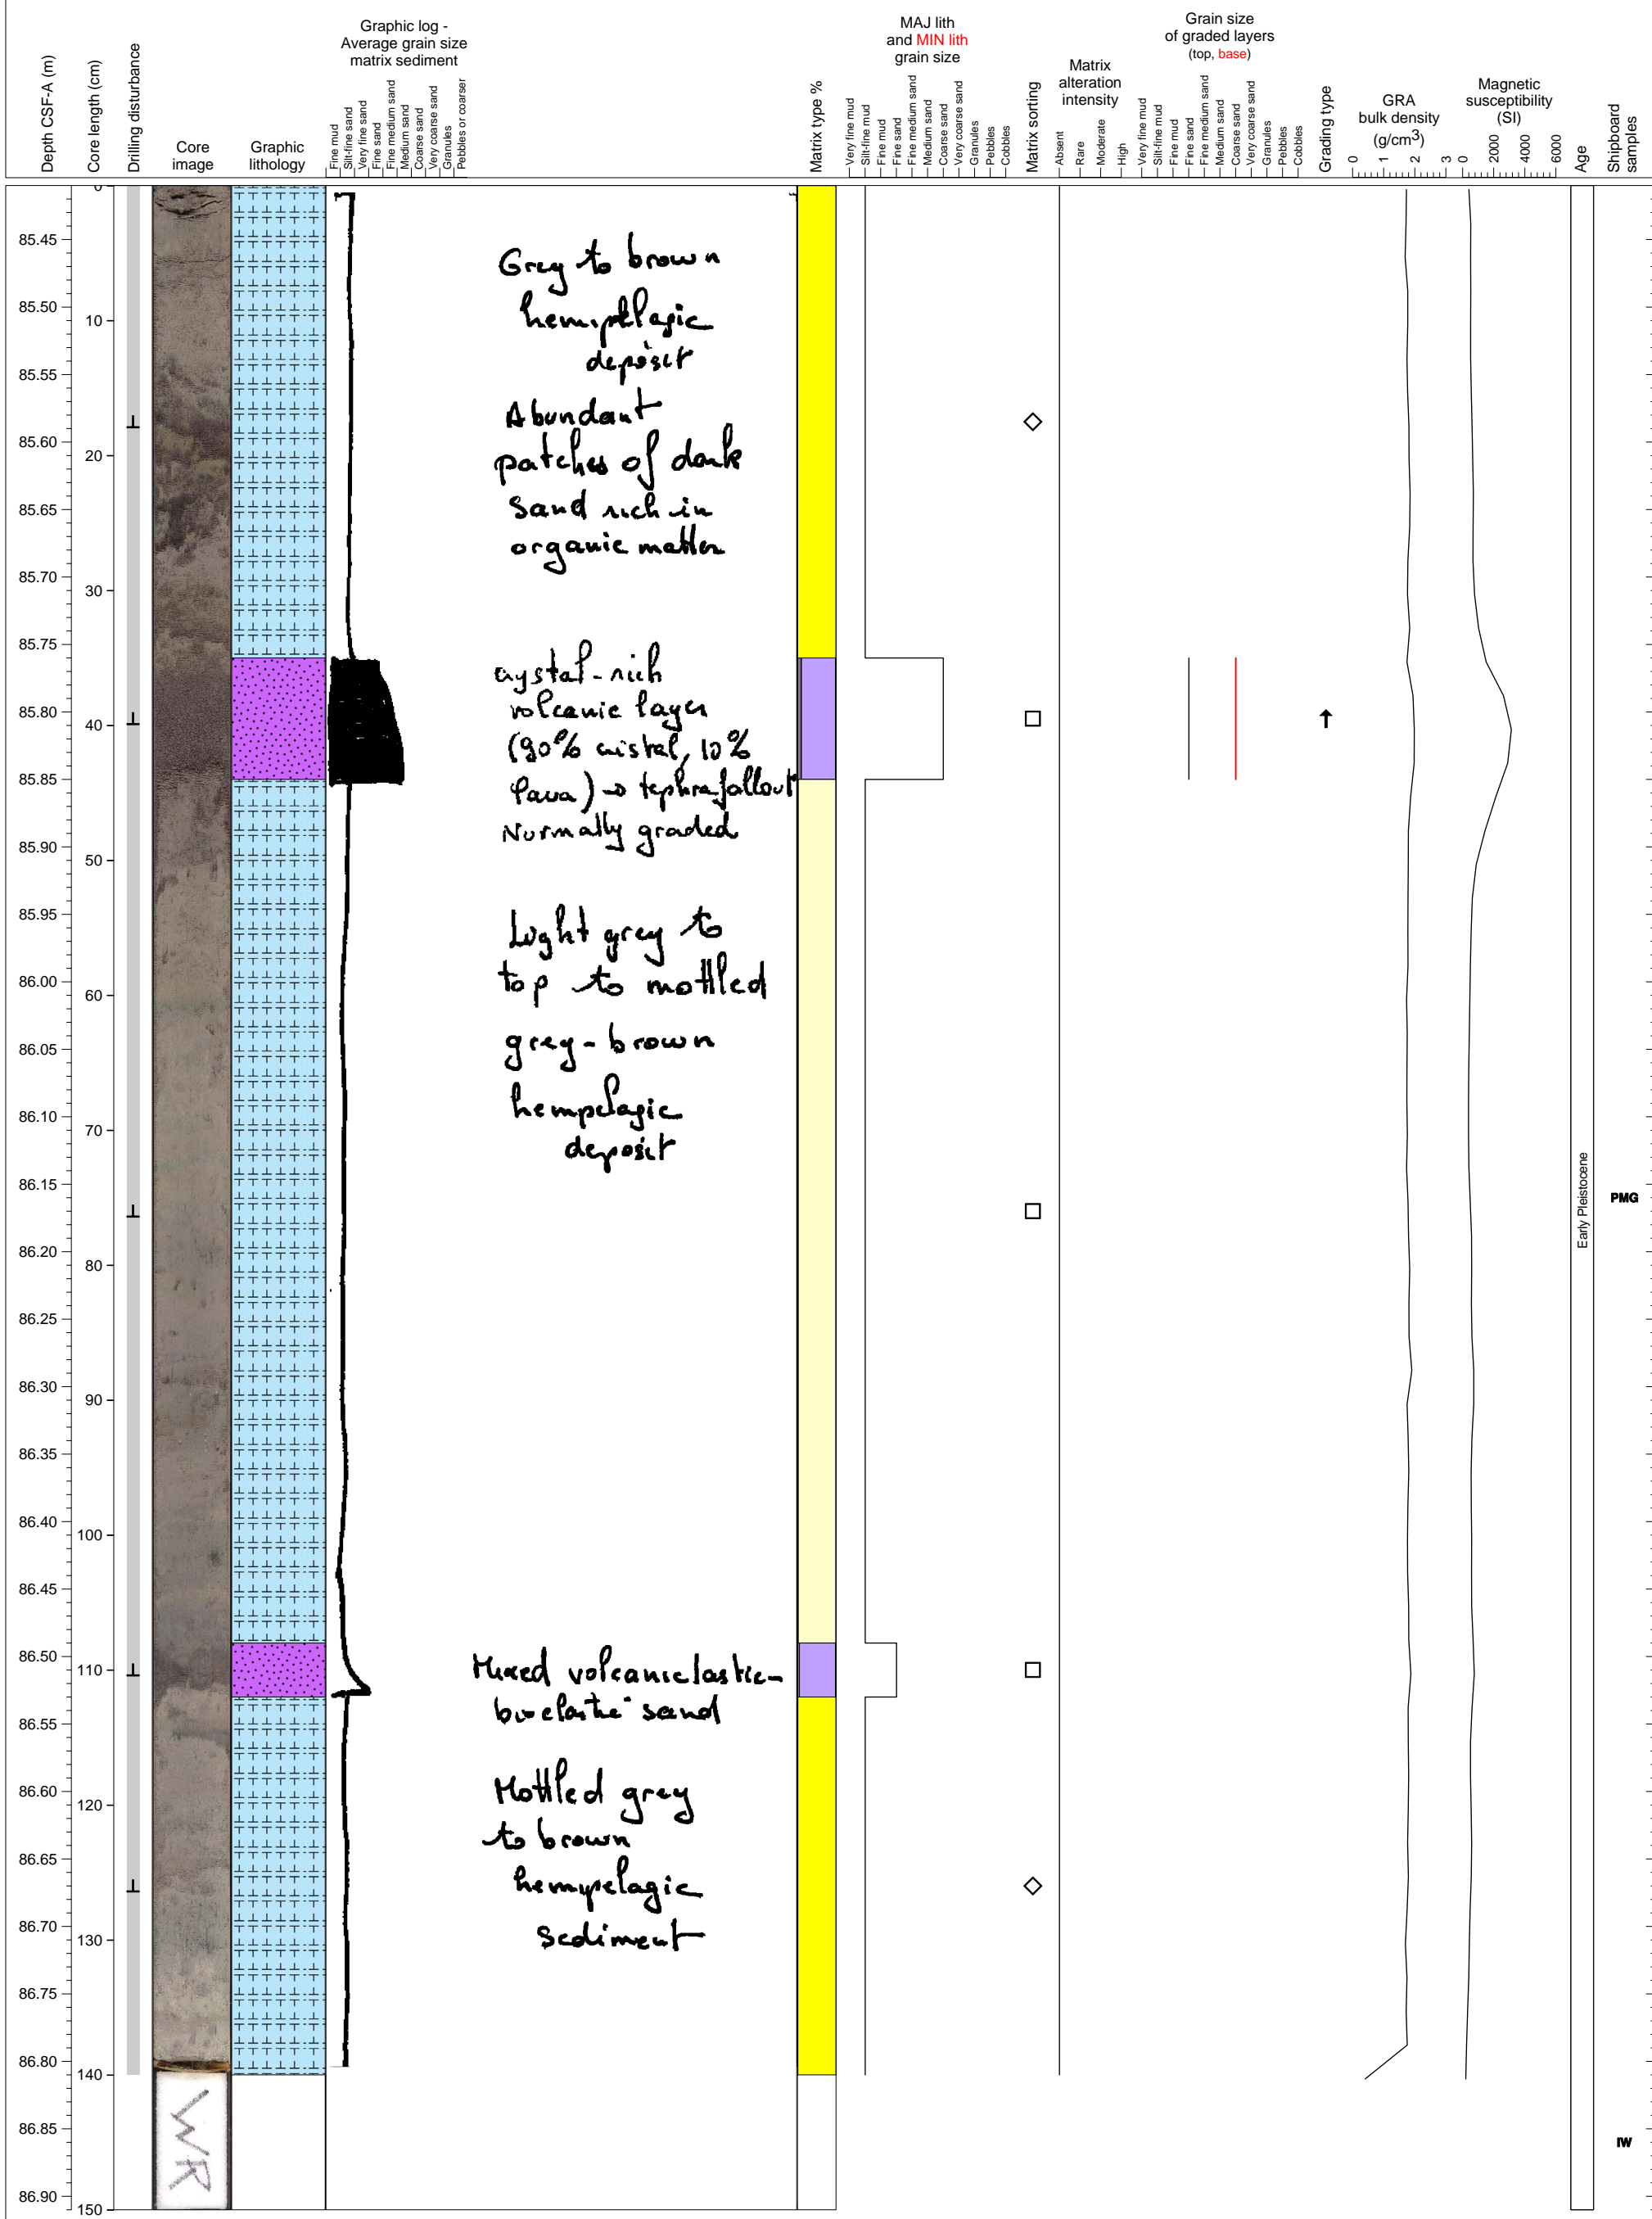 Depth CSF-A (m)
Core length (cm)
Drilling disturbance
Core
image
Graphic
lithology
Graphic log -
Average grain size
matrix sediment
Fine mud
Silt-fine sand
Very fine sand
Fine sand
Fine medium sand
Medium sand
Coarse sand
Very coarse sand
Granules
Pebbles or coarser
Matrix type %
MAJ lith
and MIN lith
grain size
Very fine mud
Silt-fine mud
Fine mud
Fine sand
Fine medium sand
Medium sand
Coarse sand
Very coarse sand
Granules
Pebbles
Cobbles
Matrix sorting
Matrix
alteration
intensity
Absent
Rare
Moderate
High
Grain size
of graded layers
(top, base)
Very fine mud
Silt-fine mud
Fine mud
Fine sand
Fine medium sand
Medium sand
Coarse sand
Very coarse sand
Granules
Pebbles
Cobbles
Grading type
GRA
bulk density
(g/cm3)
0 1 2 3
Magnetic
susceptibility
(SI)
0 2000 4000 6000
Age
Shipboard
samples
0
85.45
85.50
10
85.55
85.60
20
85.65
85.70
30
85.75
85.80
40
85.85
85.90
50
85.95
86.00
60
86.05
86.10
70
86.15
86.20
80
86.25
86.30
90
86.35
86.40
100
86.45
86.50
110
86.55
86.60
120
86.65
86.70
130
86.75
86.80
140
86.85
86.90
150
Grey to brown
hemipelagic
deposit
Abundant
patches of dark
sand rich in
organic matter
crystal-rich
volcanic layer
(90% cristal, 10%
lava) → tephra fallout
Normally graded
Light grey to
top to mottled
grey-brown
hempelagic
deposit
Mixed volcaniclastic-
bioclastic sand
Mottled grey
to brown
hemipelagic
sediment
WR
Early Pleistocene
PMG
IW